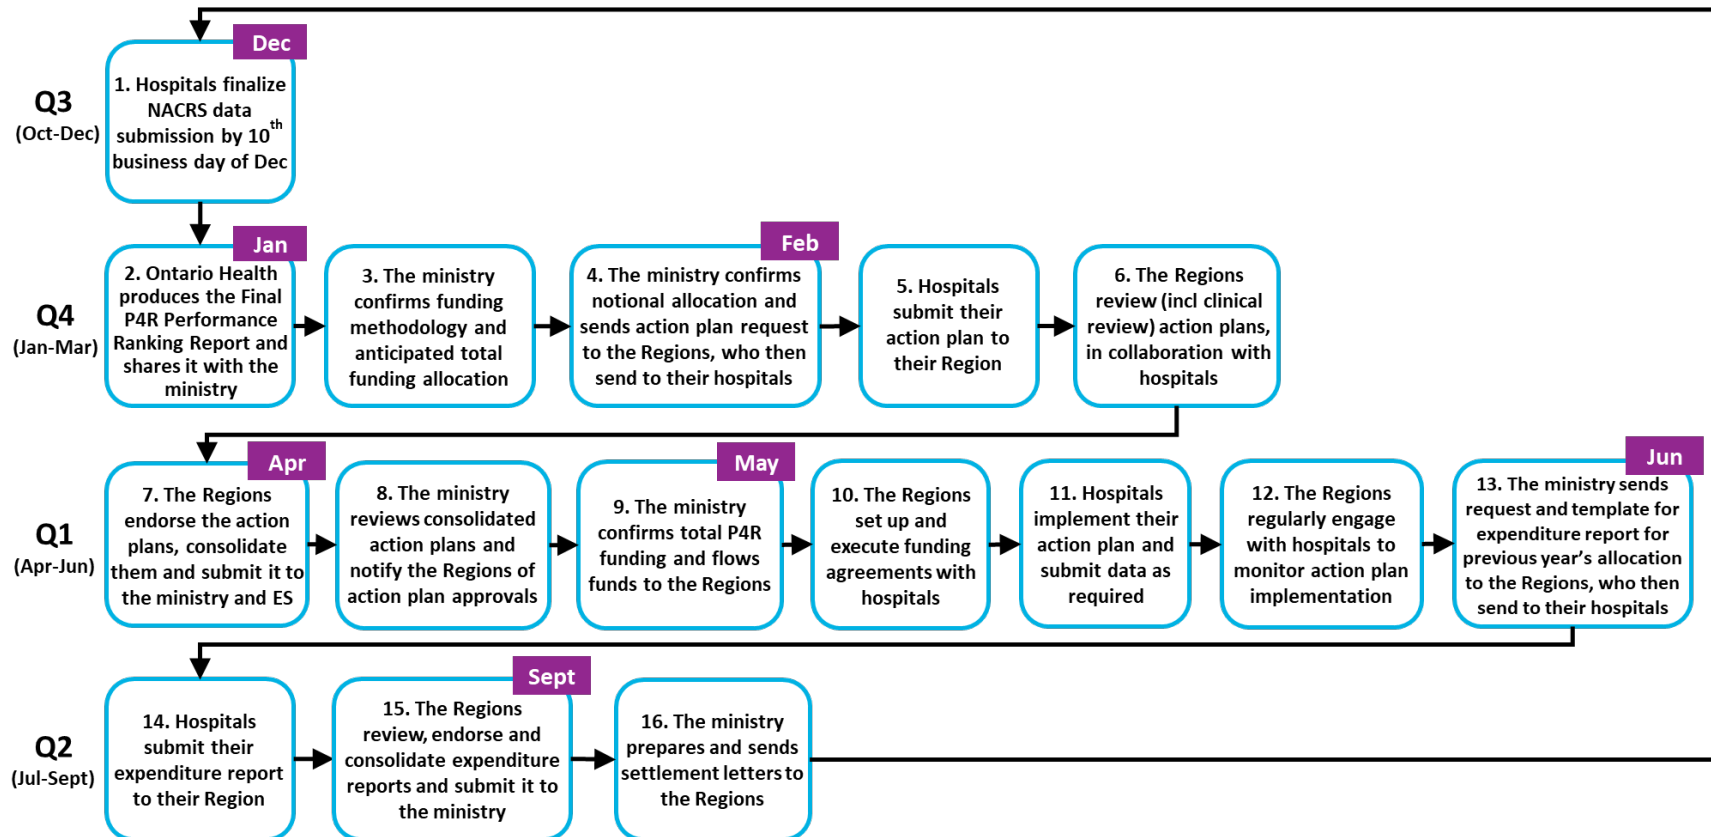 Dec
Q3
(Oct-Dec)
1. Hospitals finalize
NACRS data
submission by 10th
business day of Dec
Jan
Feb
Q4
(Jan-Mar)
2. Ontario Health
produces the Final
P4R Performance
Ranking Report and
shares it with the
ministry
3. The ministry
confirms funding
methodology and
anticipated total
funding allocation
4. The ministry confirms
notional allocation and
sends action plan request
to the Regions, who then
send to their hospitals
5. Hospitals
submit their
action plan to
their Region
6. The Regions
review (incl clinical
review) action plans,
in collaboration with
hospitals
Apr
May
Jun
Q1
(Apr-Jun)
7. The Regions
endorse the action
plans, consolidate
them and submit it to
the ministry and ES
8. The ministry
reviews consolidated
action plans and
notify the Regions of
action plan approvals
9. The ministry
confirms total P4R
funding and flows
funds to the Regions
10. The Regions
set up and
execute funding
agreements with
hospitals
11. Hospitals
implement their
action plan and
submit data as
required
12. The Regions
regularly engage
with hospitals to
monitor action plan
implementation
13. The ministry sends
request and template for
expenditure report for
previous year's allocation
to the Regions, who then
send to their hospitals
Sept
Q2
(Jul-Sept)
14. Hospitals
submit their
expenditure report
to their Region
15. The Regions
review, endorse and
consolidate expenditure
reports and submit it to
the ministry
16. The ministry
prepares and sends
settlement letters to
the Regions